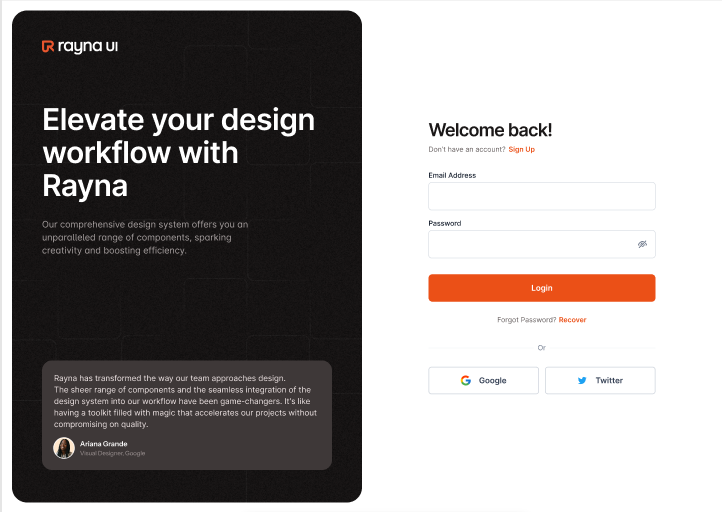 rayna UI
Elevate your design
workflow with
Rayna
Our comprehensive design system offers you an
unparalleled range of components, sparking
creativity and boosting efficiency.
Rayna has transformed the way our team approaches design.
The sheer range of components and the seamless integration of the
design system into our workflow have been game-changers. It's like
having a toolkit filled with magic that accelerates our projects without
compromising on quality.
Ariana Grande
Visual Designer, Google
Welcome back!
Don't have an account? Sign Up
Email Address
Password
Login
Forgot Password? Recover
Or
Google
Twitter